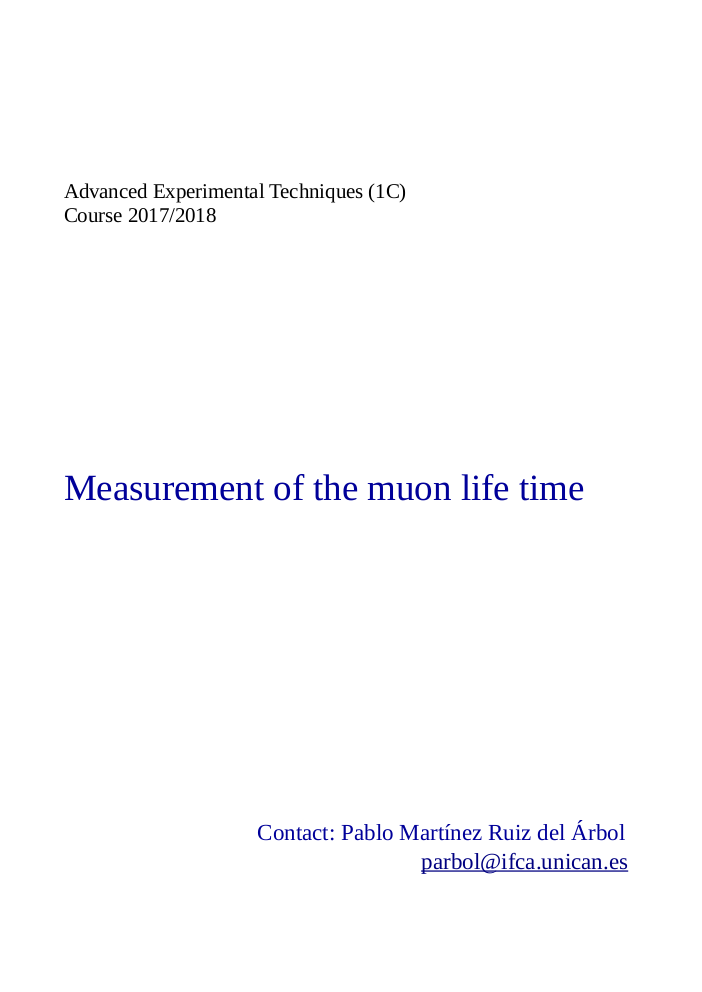 Advanced Experimental Techniques (1C)
Course 2017/2018
Measurement of the muon life time
Contact: Pablo Martínez Ruiz del Árbol
parbol@ifca.unican.es